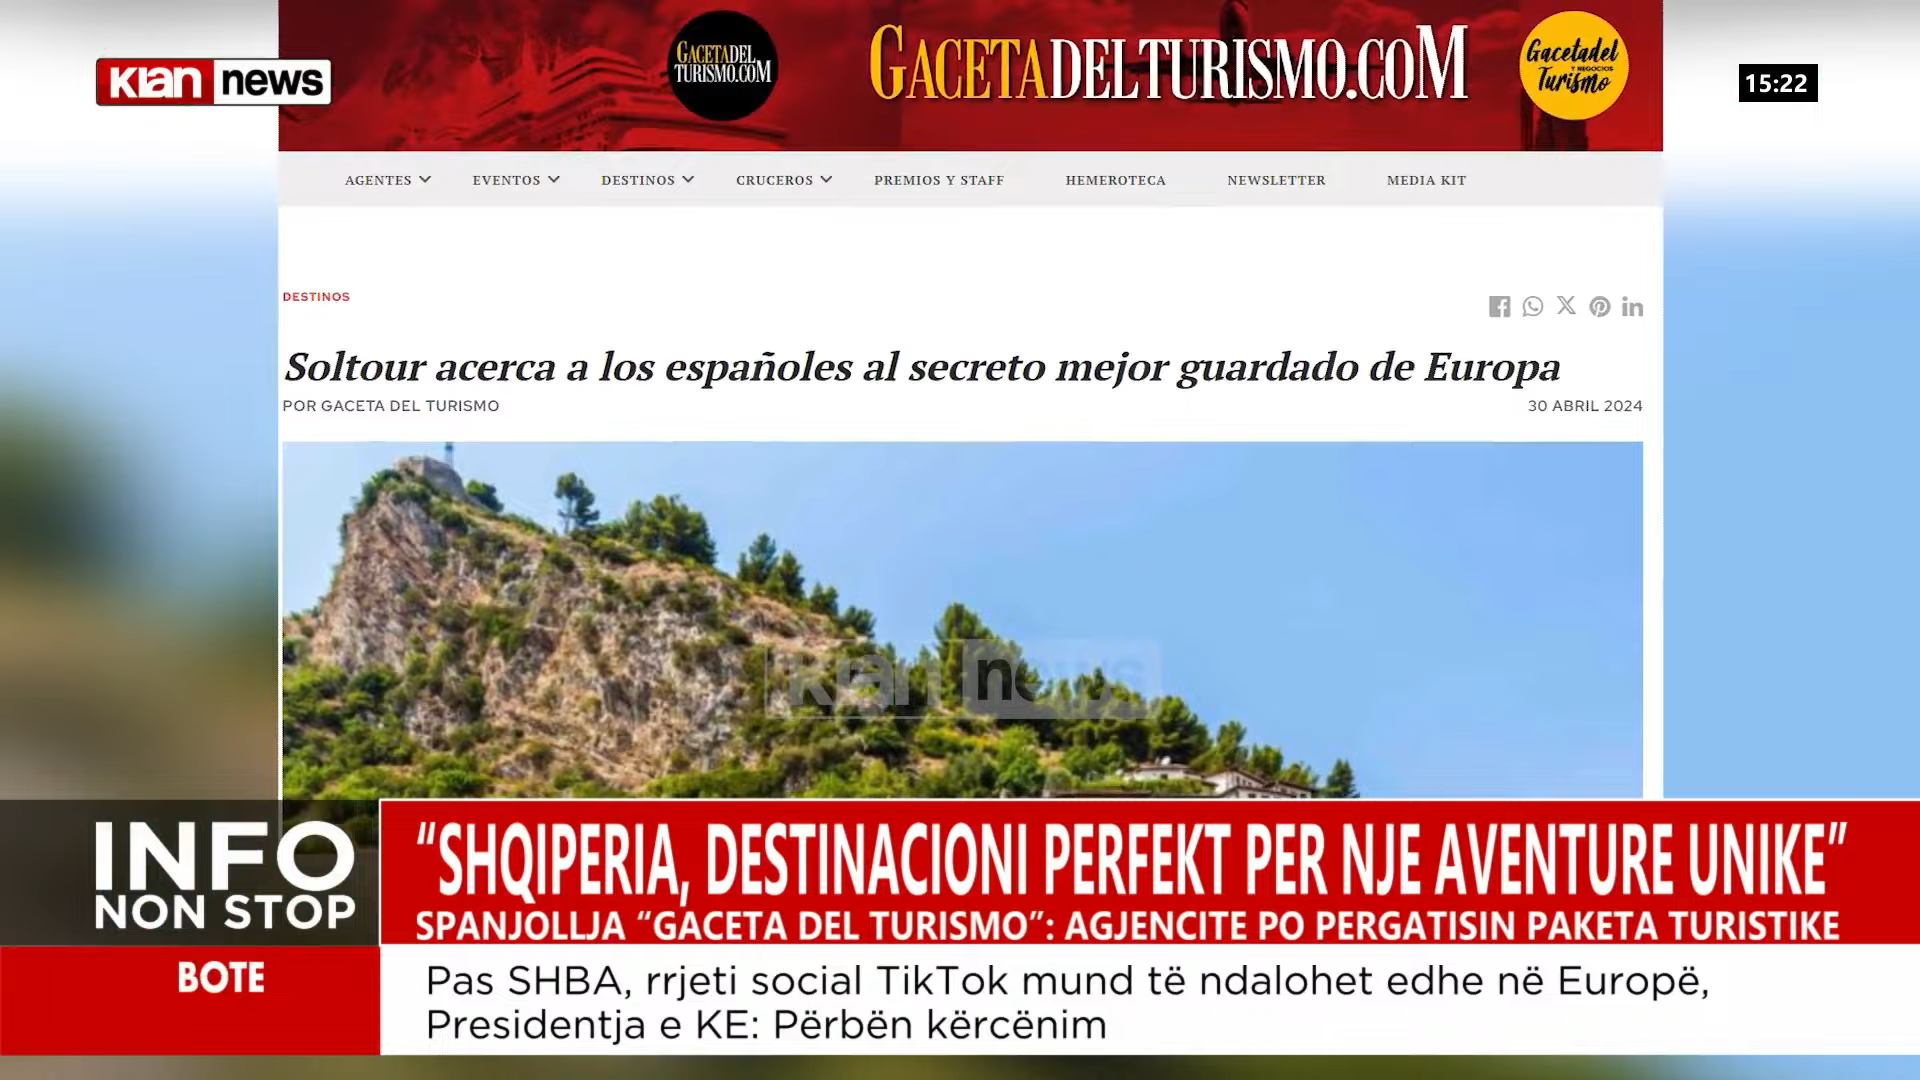 GACETADEL
TURISMO.COM
GACETADELTURISMO.COM
Gacetadel
Y NEGOCIOS
Turismo
klan news
15:22
AGENTES EVENTOS DESTINOS CRUCEROS PREMIOS Y STAFF HEMEROTECA NEWSLETTER MEDIA KIT
DESTINOS
Soltour acerca a los españoles al secreto mejor guardado de Europa
POR GACETA DEL TURISMO 30 ABRIL 2024
klan news
INFO
NON STOP
“SHQIPERIA, DESTINACIONI PERFEKT PER NJE AVENTURE UNIKE”
SPANJOLLJA “GACETA DEL TURISMO”: AGJENCITE PO PERGATISIN PAKETA TURISTIKE
BOTE
Pas SHBA, rrjeti social TikTok mund të ndalohet edhe në Europë,
Presidentja e KE: Përbën kërcënim